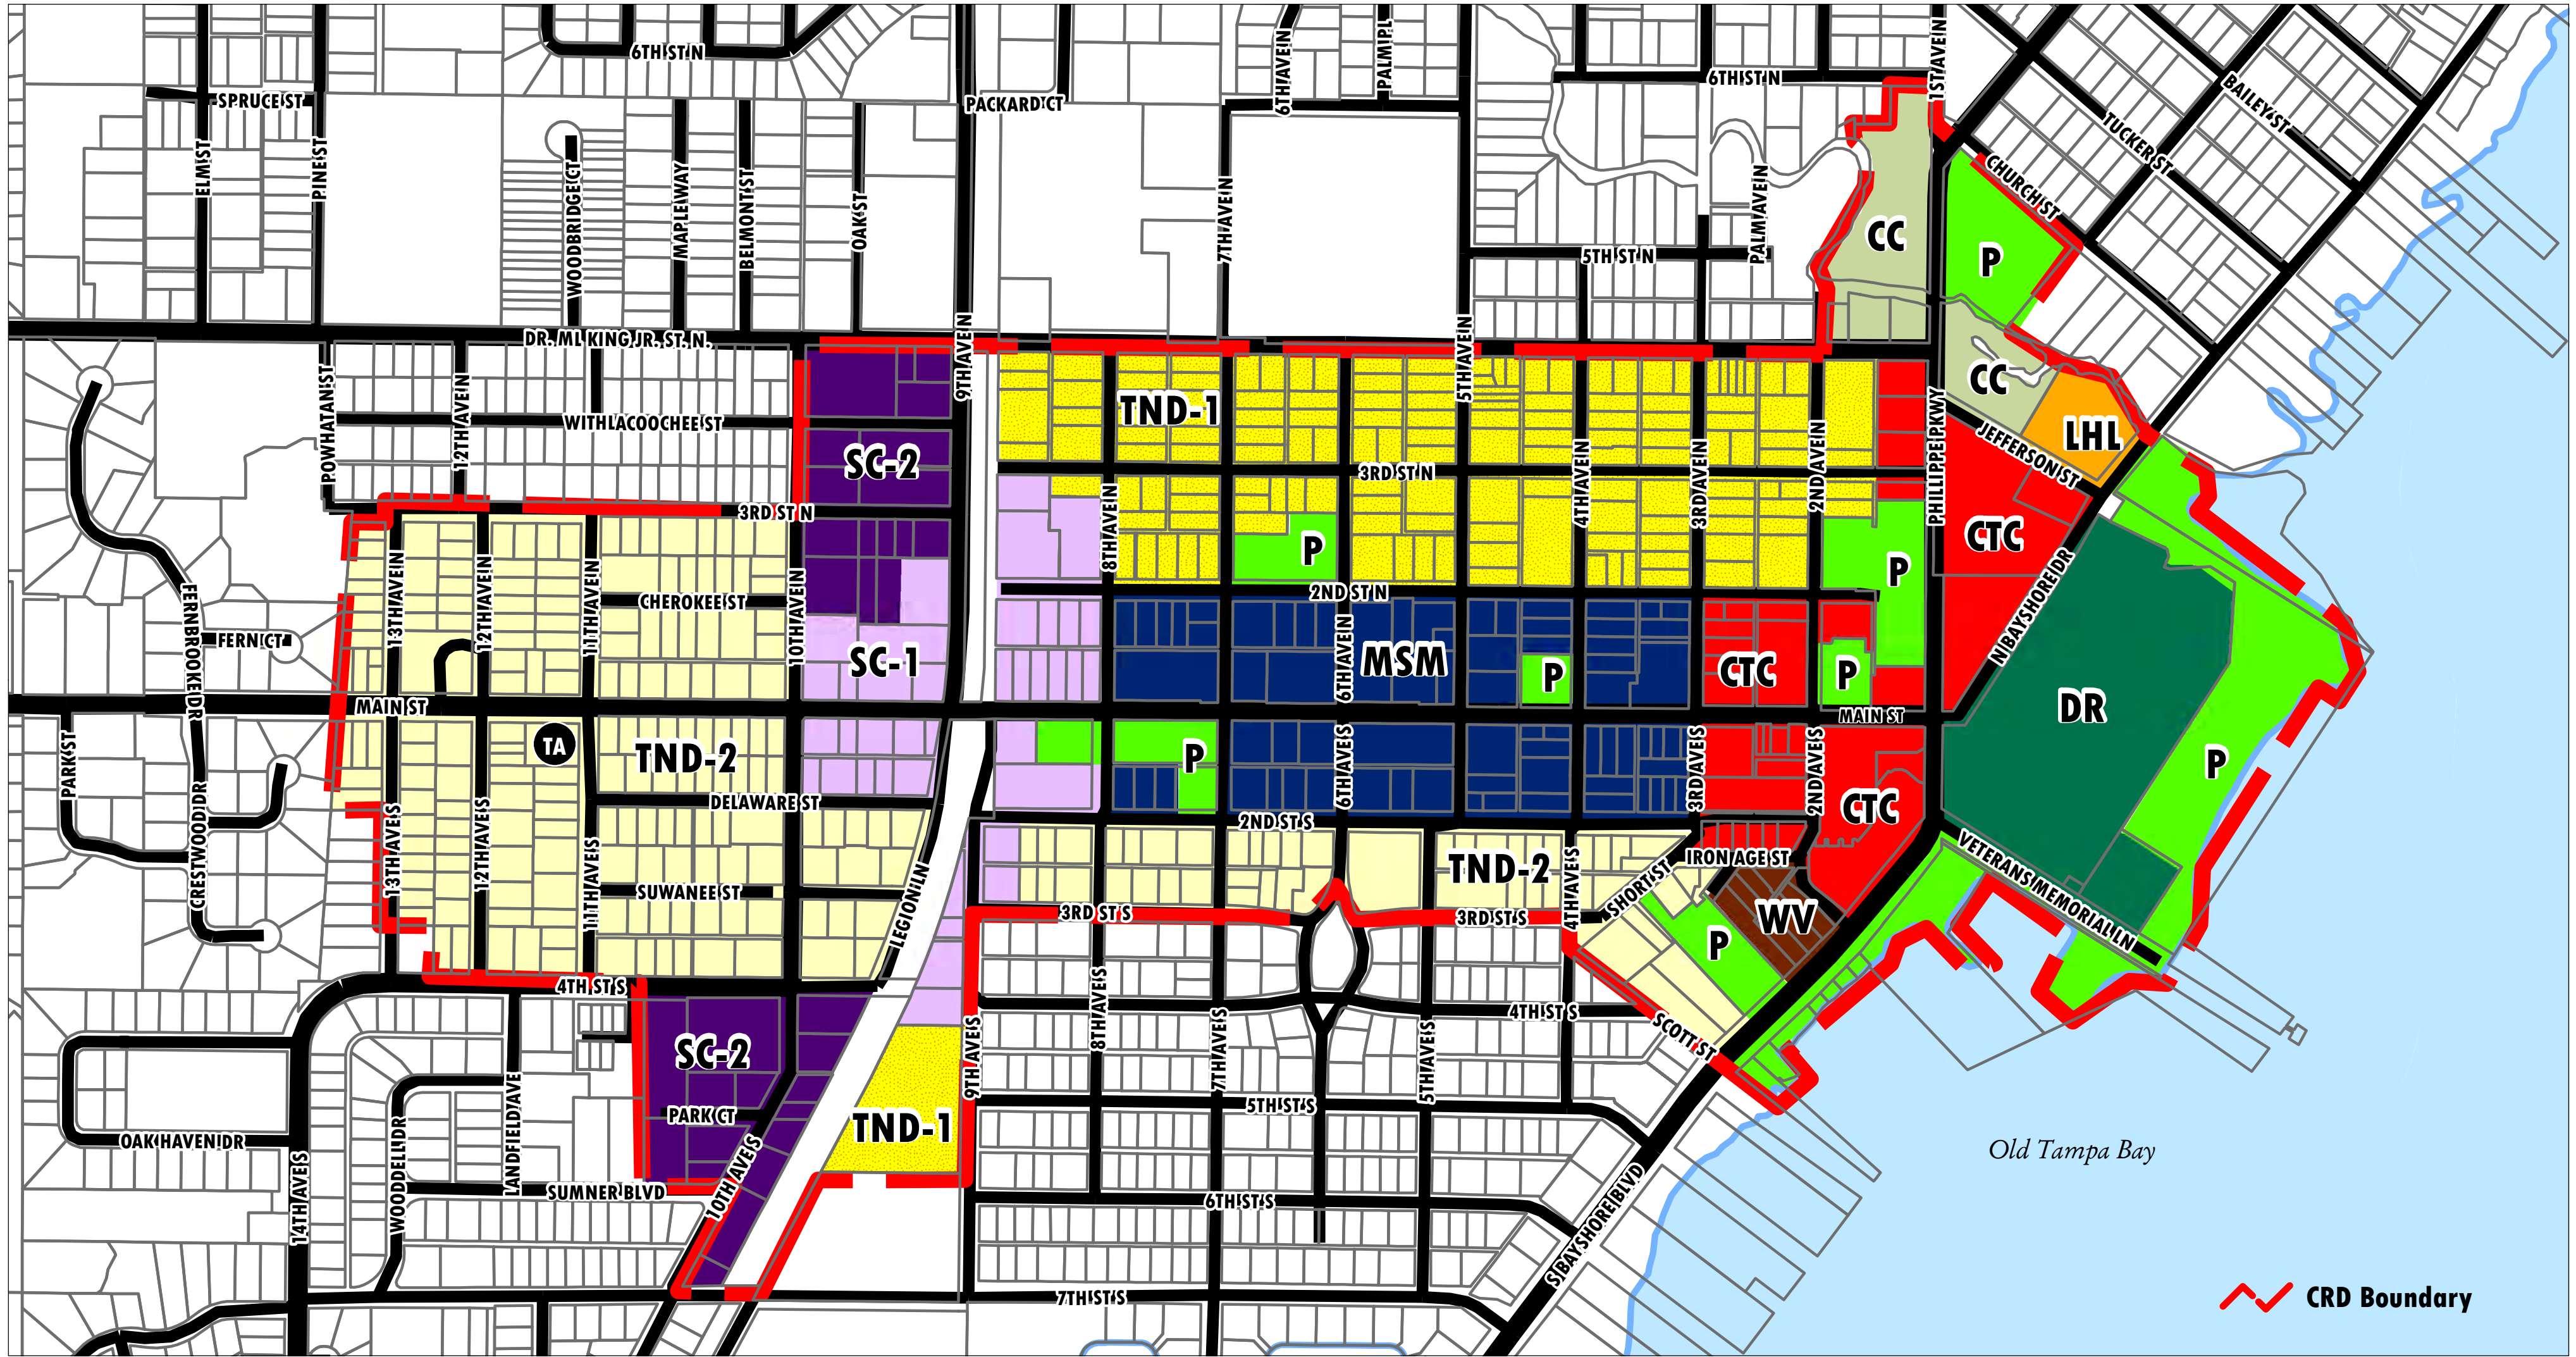 6TH ST N
6TH AVE N
PALM PL
6TH ST N
1ST AVE N
BAILEY ST
SPRUCE ST
PACKARD CT
TUCKER ST
ELM ST
PINE ST
WOODBRIDGE CT
MAPLE WAY
BELMONT ST
OAK ST
7TH AVE N
PALM AVE N
CHURCH ST
5TH ST N
CC
P
DR. ML KING JR. ST. N.
9TH AVE N
5TH AVE N
POWHATAN ST
12TH AVE N
WITHLACOOCHEE ST
TND-1
PHILLIPPE PKWY
CC
LHL
SC-2
3RD ST N
4TH AVE N
3RD AVE N
2ND AVE N
JEFFERSON ST
3RD ST N
8TH AVE N
P
P
CTC
FERNBROOKE DR
13TH AVE N
12TH AVE N
11TH AVE N
CHEROKEE ST
10TH AVE N
2ND ST N
N BAYSHORE DR
FERN CT
SC-1
6TH AVE N
MSM
P
CTC
P
MAIN ST
MAIN ST
DR
PARK ST
TA
TND-2
P
6TH AVE S
3RD AVE S
2ND AVE S
P
CRESTWOOD DR
13TH AVE S
12TH AVE S
11TH AVE S
DELAWARE ST
CTC
2ND ST S
VETERANS MEMORIAL LN
SUWANEE ST
LEGION LN
TND-2
4TH AVE S
SHORT ST
IRON AGE ST
WV
3RD ST S
3RD ST S
P
4TH ST S
8TH AVE S
7TH AVE S
5TH AVE S
4TH ST S
SCOTT ST
SC-2
9TH AVE S
PARK CT
TND-1
5TH ST S
OAK HAVEN DR
14TH AVE S
WOODDELL DR
LANDFIELD AVE
SUMNER BLVD
10TH AVE S
6TH ST S
S BAYSHORE BLVD
Old Tampa Bay
7TH ST S
CRD Boundary